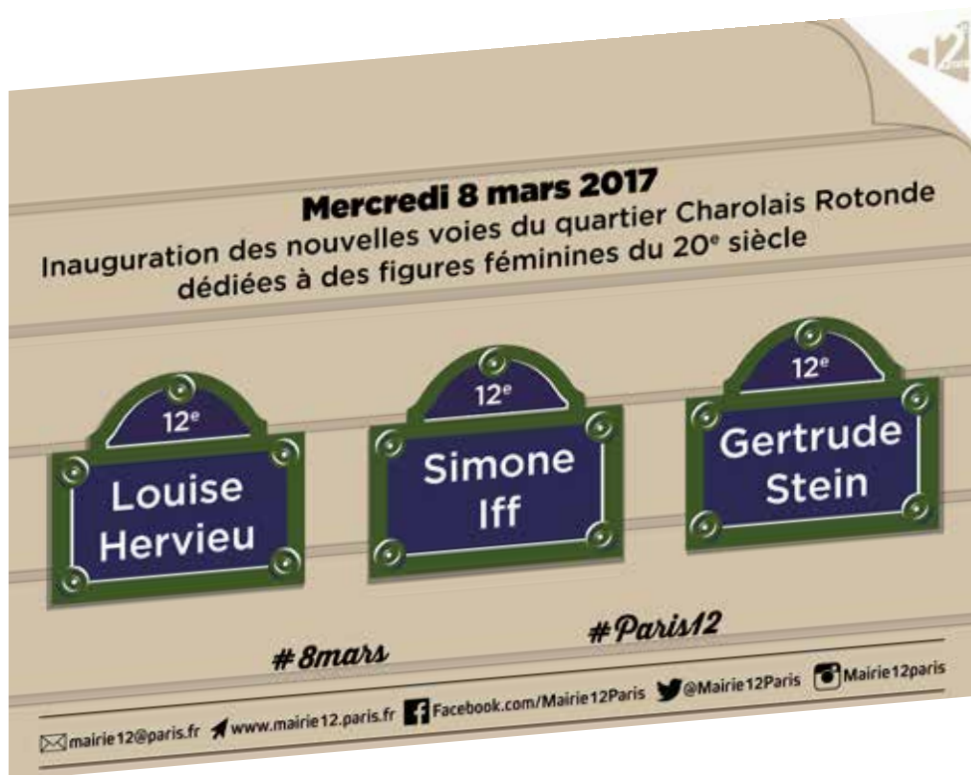 12
Mercredi 8 mars 2017
Inauguration des nouvelles voies du quartier Charolais Rotonde
dédiées à des figures féminines du 20e siècle
12e
Louise
Hervieu
12e
Simone
Iff
12e
Gertrude
Stein
#8mars
#Paris12
mairie12@paris.fr www.mairie12.paris.fr Facebook.com/Mairie12Paris @Mairie12Paris Mairie12paris